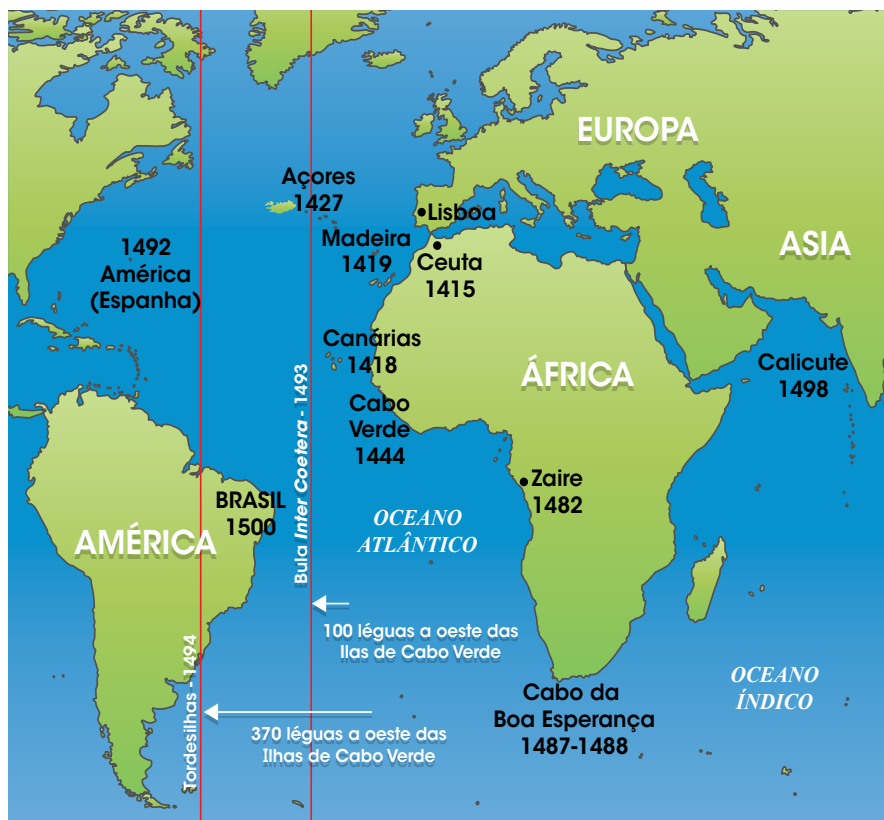 EUROPA
Açores
1427
Lisboa
Madeira
1419
Ceuta
1415
ASIA
1492
América
(Espanha)
Canárias
1418
ÁFRICA
Calicute
1498
Cabo
Verde
1444
Bula Inter Coetera - 1493
Zaire
1482
BRASIL
1500
OCEANO
ATLÂNTICO
AMÉRICA
100 léguas a oeste das
Ilas de Cabo Verde
Tordesilhas - 1494
370 léguas a oeste das
Ilhas de Cabo Verde
Cabo da
Boa Esperança
1487-1488
OCEANO
ÍNDICO